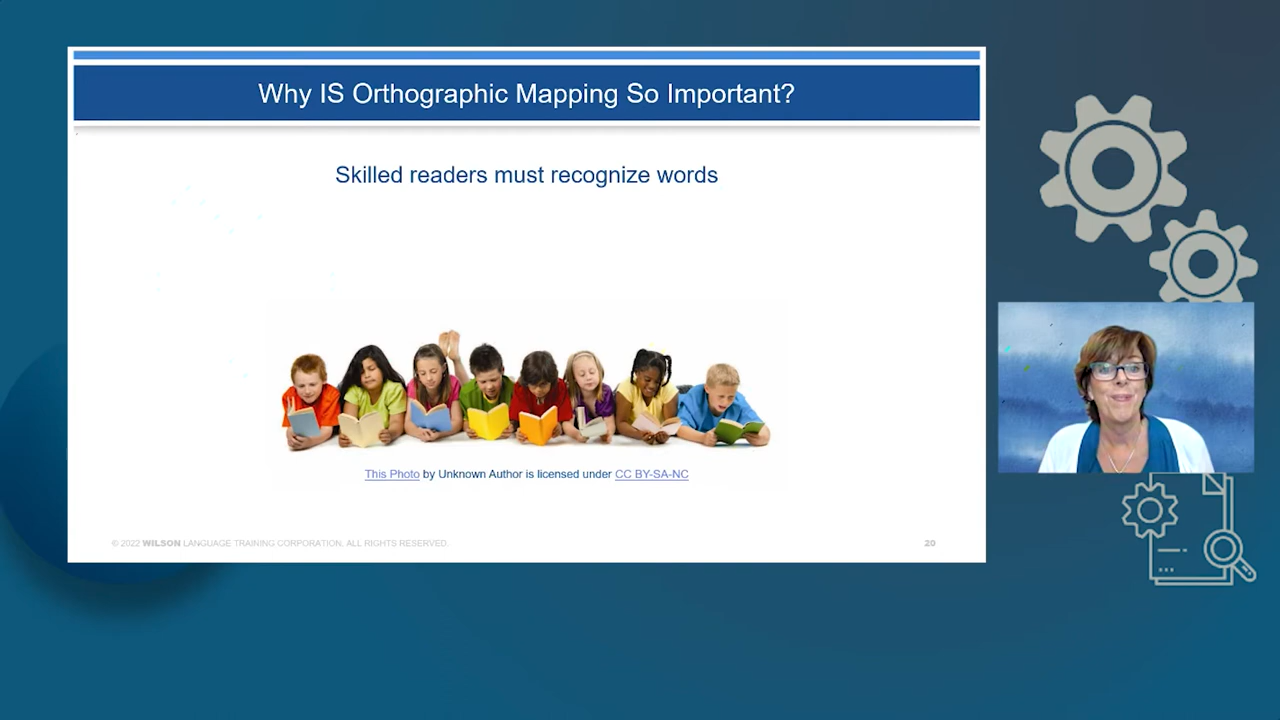 Why IS Orthographic Mapping So Important?
Skilled readers must recognize words
This Photo by Unknown Author is licensed under CC BY-SA-NC
© 2022 WILSON LANGUAGE TRAINING CORPORATION. ALL RIGHTS RESERVED.
20